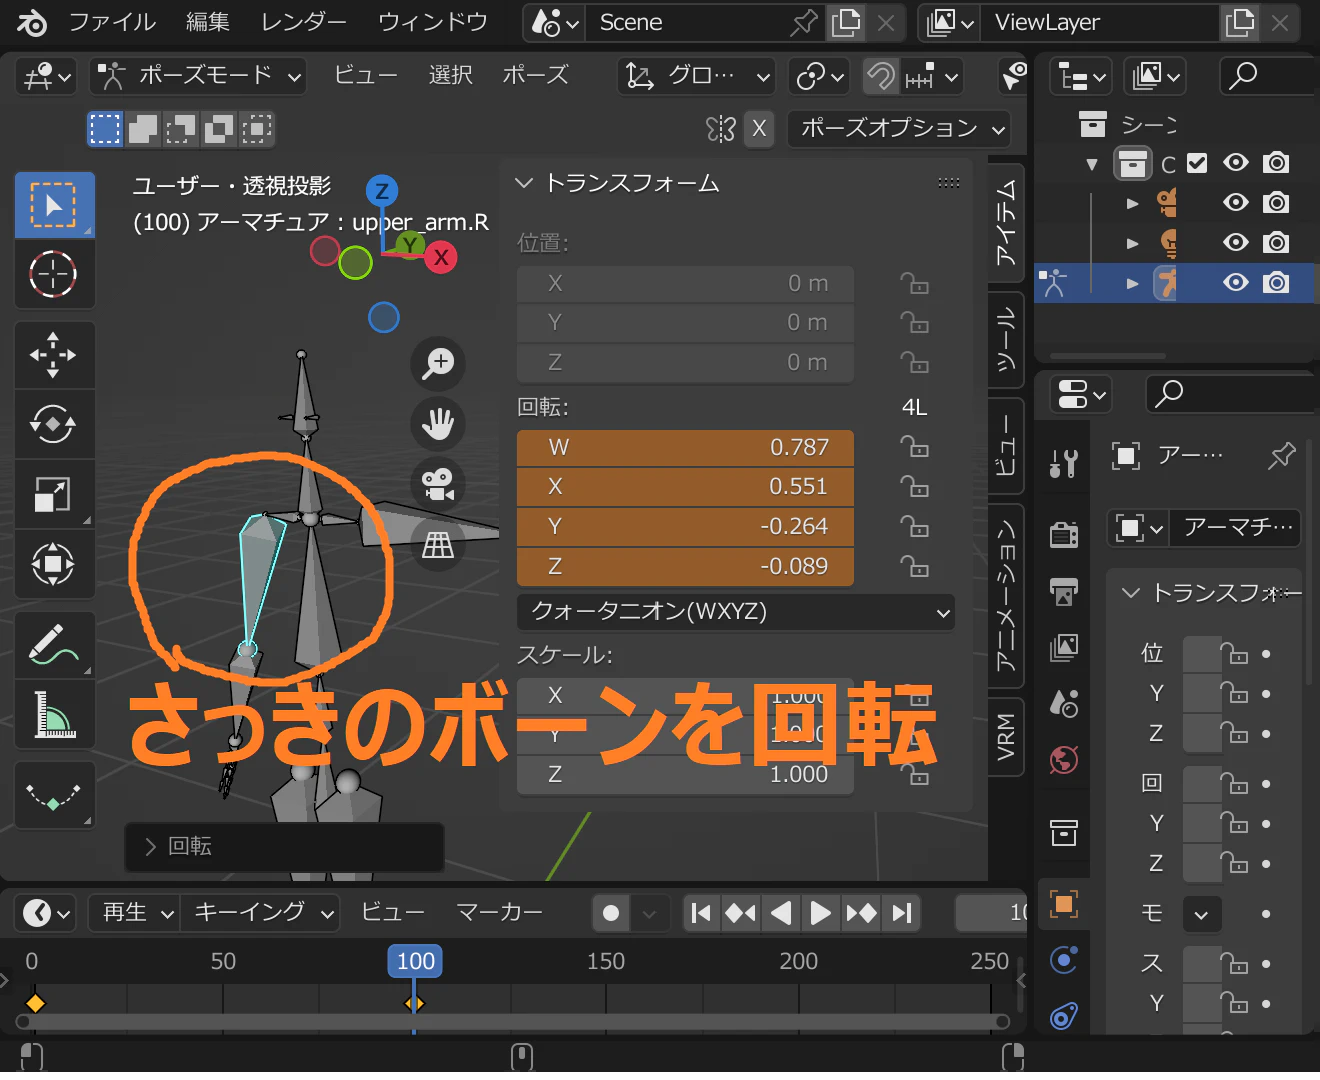 ファイル 編集 レンダー ウィンドウ Scene ViewLayer
ポーズモード ビュー 選択 ポーズ グロ…
X ポーズオプション
シーン
C
ユーザー・透視投影
(100) アーマチュア : upper_arm.R
Z
Y
X
トランスフォーム
位置:
X 0 m
Y 0 m
Z 0 m
回転: 4L
W 0.787
X 0.551
Y -0.264
Z -0.089
クォータニオン(WXYZ)
スケール:
X 1.000
Y 1.000
Z 1.000
さっきのボーンを回転
アイテム
ツール
ビュー
アニメーション
VRM
回転
アー…
アーマチ…
トランスフォー
位
Y
Z
回
Y
Z
モ
ス
Y
再生 キーイング ビュー マーカー 10
0 50 100 150 200 250